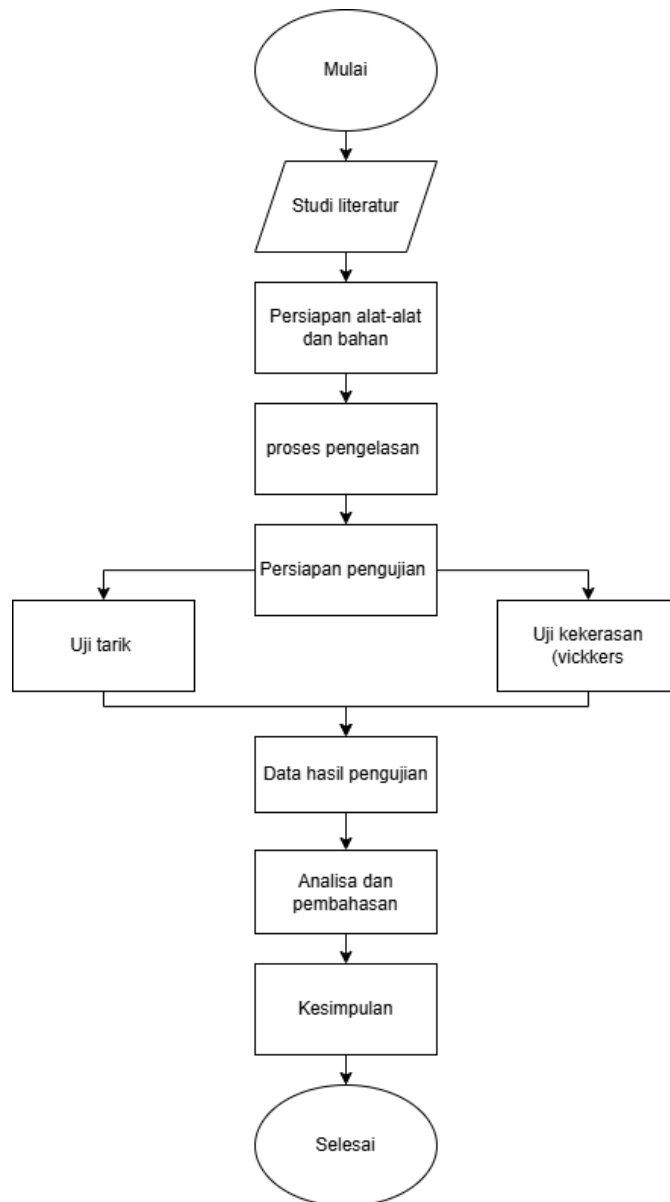 Mulai
Studi literatur
Persiapan alat-alat
dan bahan
proses pengelasan
Persiapan pengujian
Uji tarik
Uji kekerasan
(vickkers
Data hasil pengujian
Analisa dan
pembahasan
Kesimpulan
Selesai